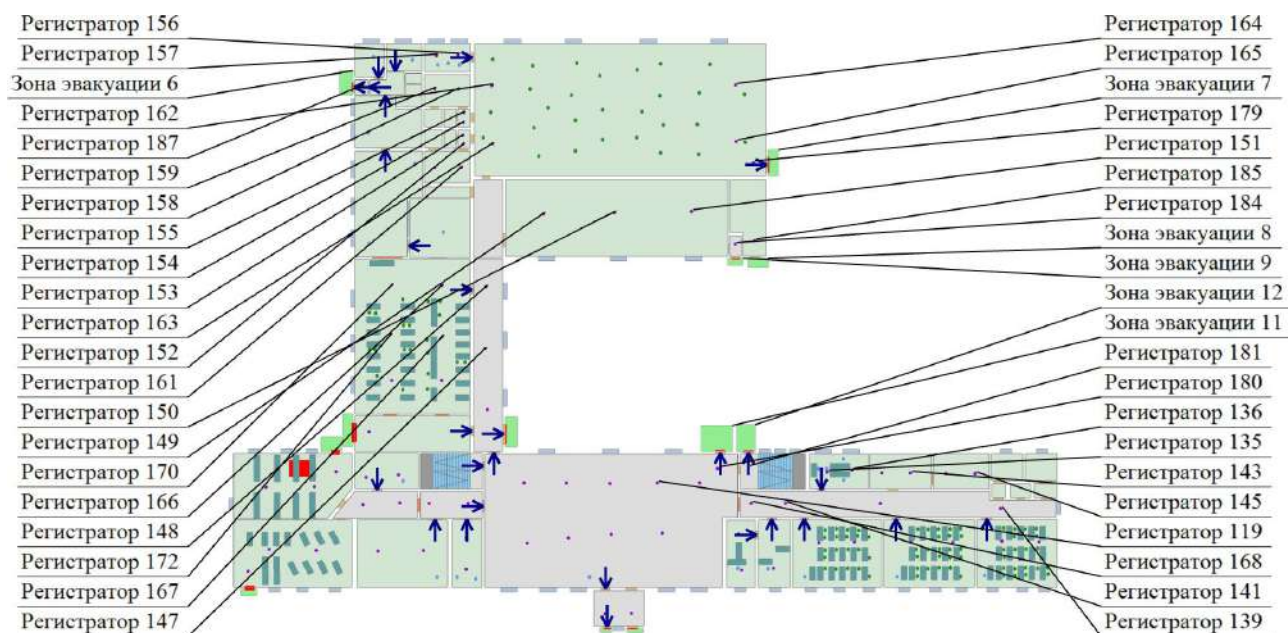 Регистратор 156
Регистратор 157
Зона эвакуации 6
Регистратор 162
Регистратор 187
Регистратор 159
Регистратор 158
Регистратор 155
Регистратор 154
Регистратор 153
Регистратор 163
Регистратор 152
Регистратор 161
Регистратор 150
Регистратор 149
Регистратор 170
Регистратор 166
Регистратор 148
Регистратор 172
Регистратор 167
Регистратор 147
Регистратор 164
Регистратор 165
Зона эвакуации 7
Регистратор 179
Регистратор 151
Регистратор 185
Регистратор 184
Зона эвакуации 8
Зона эвакуации 9
Зона эвакуации 12
Зона эвакуации 11
Регистратор 181
Регистратор 180
Регистратор 136
Регистратор 135
Регистратор 143
Регистратор 145
Регистратор 119
Регистратор 168
Регистратор 141
Регистратор 139